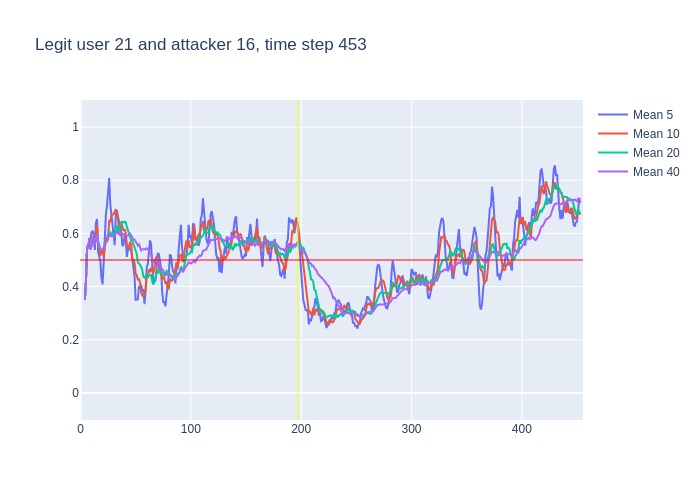 Legit user 21 and attacker 16, time step 453
Mean 5
Mean 10
Mean 20
Mean 40
1
0.8
0.6
0.4
0.2
0
0 100 200 300 400